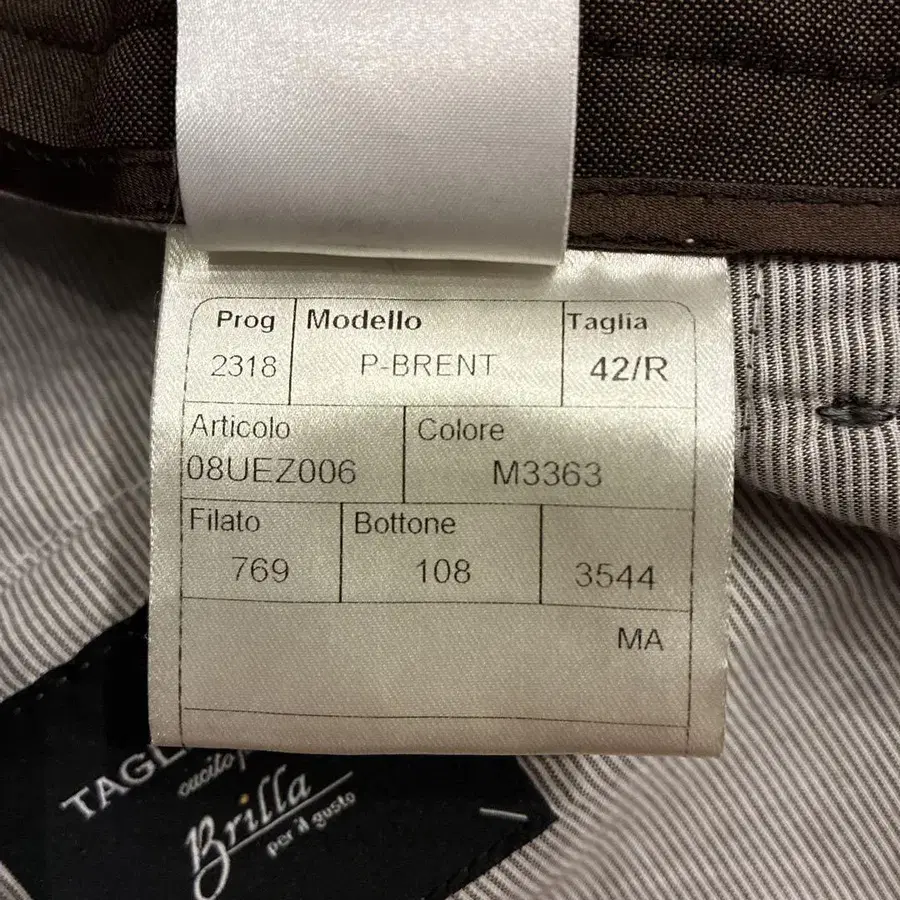 Prog Modello Taglia
2318 P-BRENT 42/R
Articolo Colore
08UEZ006 M3363
Filato Bottone
769 108 3544
MA
cucito
Brilla
per il gusto